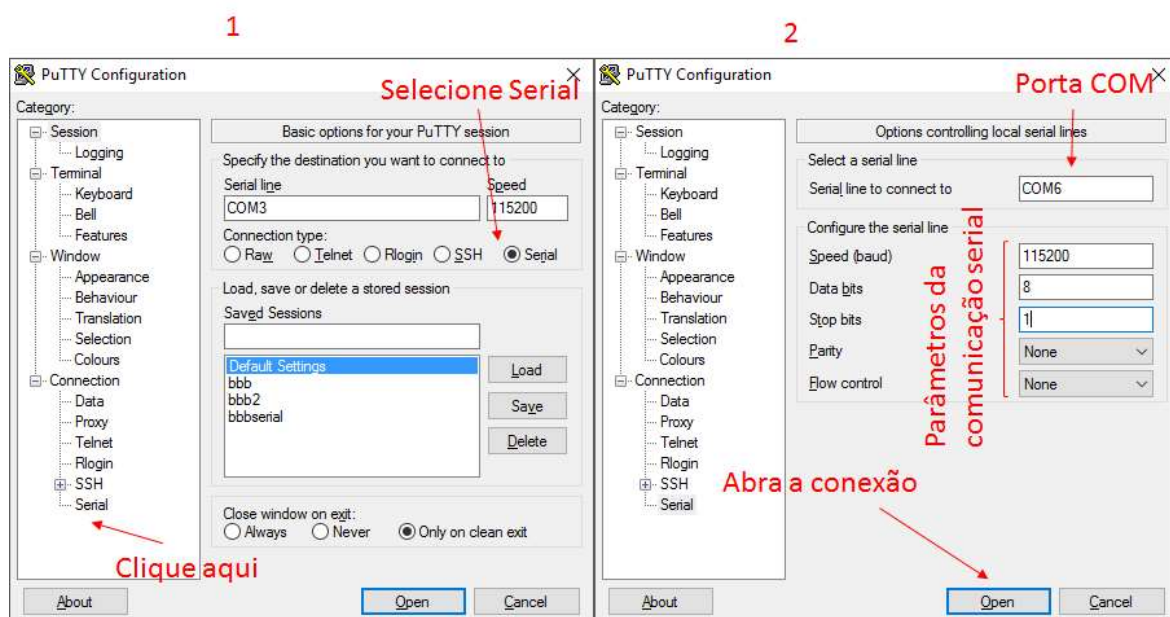 1
PuTTY Configuration
Selecione Serial
Category:
Session
Logging
Terminal
Keyboard
Bell
Features
Window
Appearance
Behaviour
Translation
Selection
Colours
Connection
Data
Proxy
Telnet
Rlogin
SSH
Serial
Clique aqui
Basic options for your PuTTY session
Specify the destination you want to connect to
Serial line Speed
COM3 115200
Connection type:
Raw Telnet Rlogin SSH Serial
Load, save or delete a stored session
Saved Sessions
Default Settings
bbb
bbb2
bbbserial
Load
Save
Delete
Close window on exit:
Always Never Only on clean exit
About Open Cancel
2
PuTTY Configuration
Porta COM
Category:
Session
Logging
Terminal
Keyboard
Bell
Features
Window
Appearance
Behaviour
Translation
Selection
Colours
Connection
Data
Proxy
Telnet
Rlogin
SSH
Serial
Options controlling local serial lines
Select a serial line
Serial line to connect to COM6
Configure the serial line
Speed (baud) 115200
Data bits 8
Stop bits 1
Parity None
Flow control None
Parâmetros da
comunicação serial
Abra a conexão
About Open Cancel